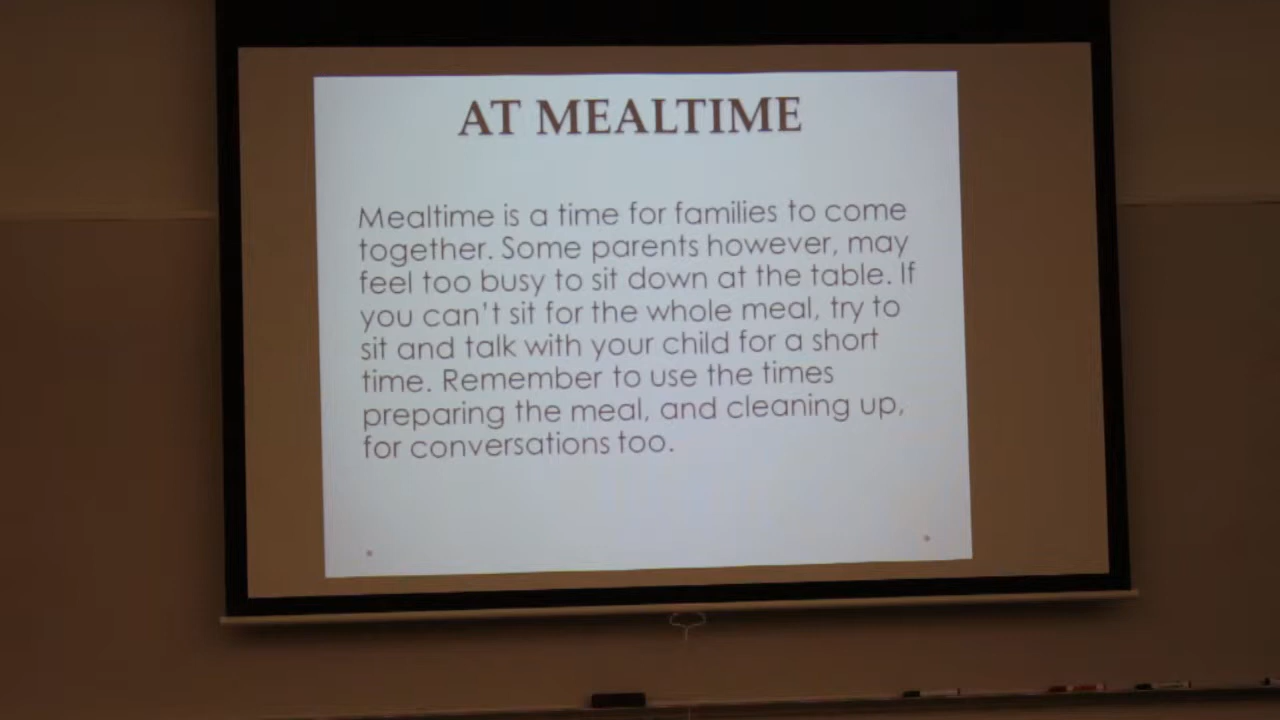 AT MEALTIME
Mealtime is a time for families to come
together. Some parents however, may
feel too busy to sit down at the table. If
you can't sit for the whole meal, try to
sit and talk with your child for a short
time. Remember to use the times
preparing the meal, and cleaning up,
for conversations too.